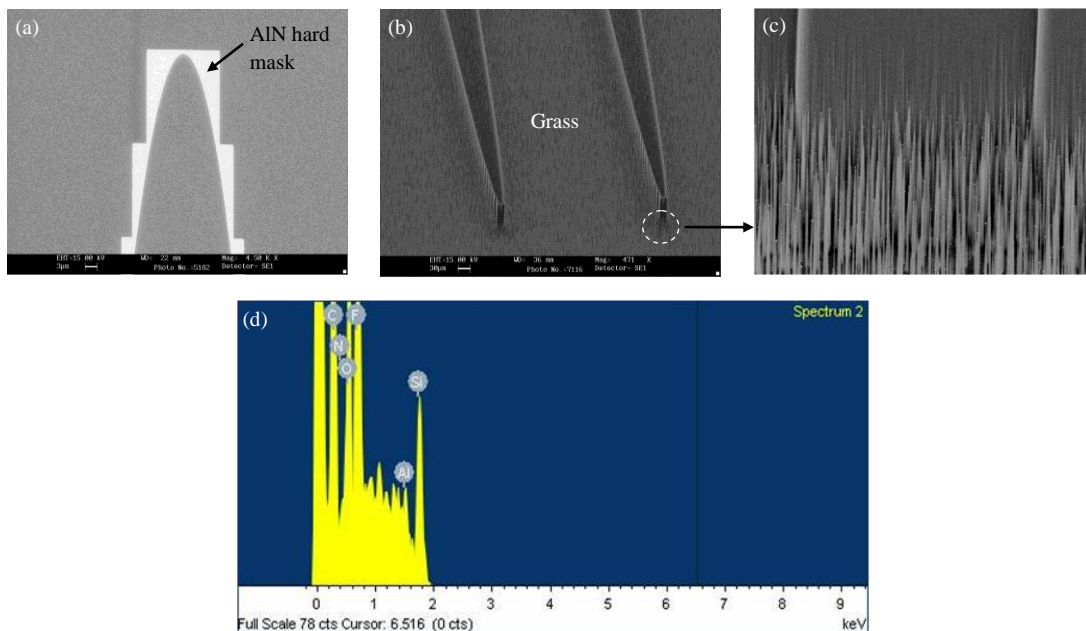 (a)
AlN hard
mask
EHT=15.00 kV WD= 22 mm Mag= 4.50 K X
3µm Photo No.=5182 Detector= SE1
(b)
Grass
EHT=15.00 kV WD= 36 mm Mag= 471 X
30µm Photo No.=7116 Detector= SE1
(c)
(d)
Spectrum 2
C
F
N
O
Si
Al
0 1 2 3 4 5 6 7 8 9
Full Scale 78 cts Cursor: 6.516 (0 cts) keV